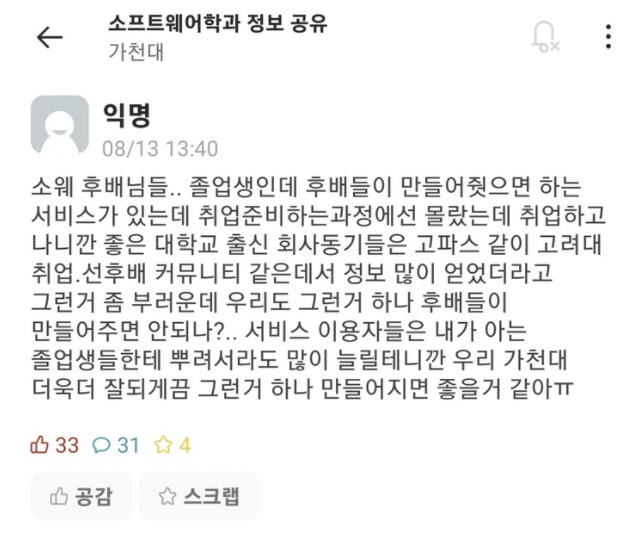 소프트웨어학과 정보 공유
가천대
익명
08/13 13:40
소웨 후배님들.. 졸업생인데 후배들이 만들어줫으면 하는
서비스가 있는데 취업준비하는과정에선 몰랐는데 취업하고
나니깐 좋은 대학교 출신 회사동기들은 고파스 같이 고려대
취업.선후배 커뮤니티 같은데서 정보 많이 얻었더라고
그런거 좀 부러운데 우리도 그런거 하나 후배들이
만들어주면 안되나?.. 서비스 이용자들은 내가 아는
졸업생들한테 뿌려서라도 많이 늘릴테니깐 우리 가천대
더욱더 잘되게끔 그런거 하나 만들어지면 좋을거 같아ㅠ
33 31 4
공감 스크랩